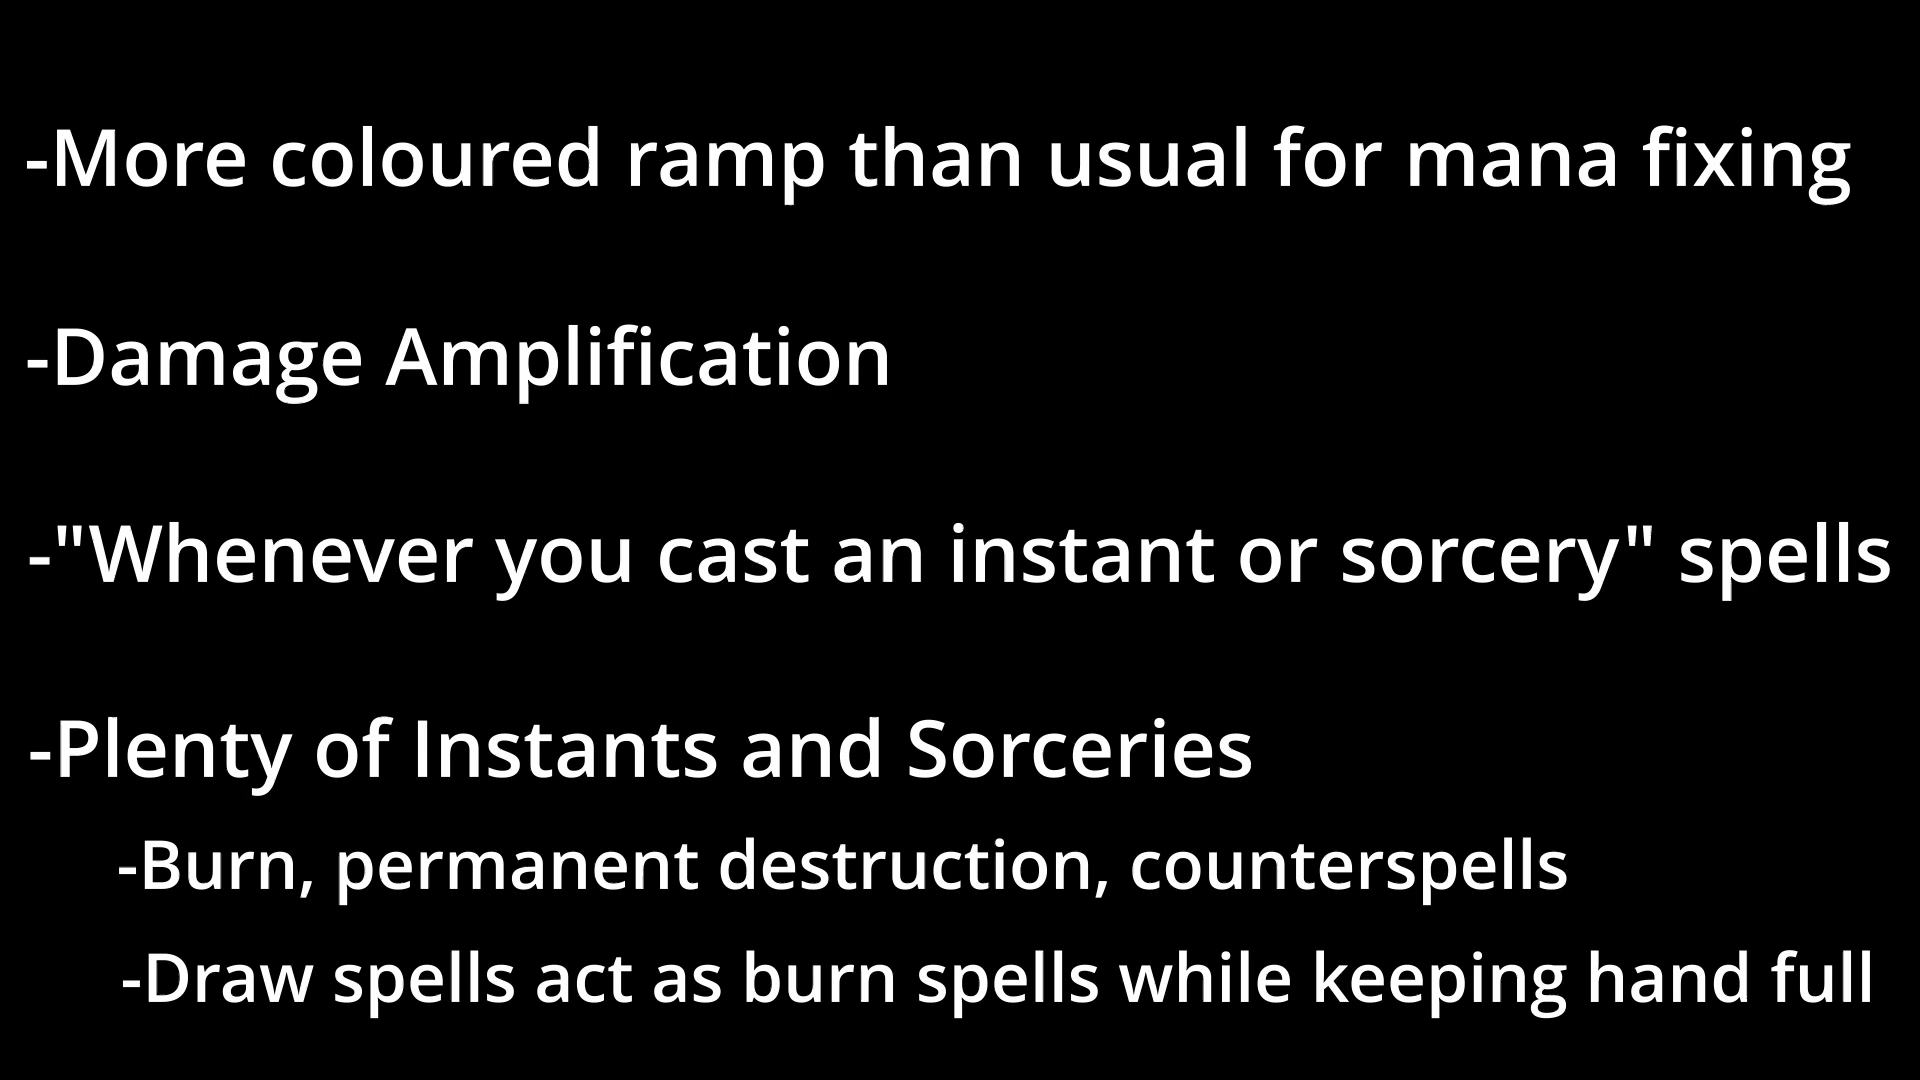 -More coloured ramp than usual for mana fixing
-Damage Amplification
-"Whenever you cast an instant or sorcery" spells
-Plenty of Instants and Sorceries
-Burn, permanent destruction, counterspells
-Draw spells act as burn spells while keeping hand full